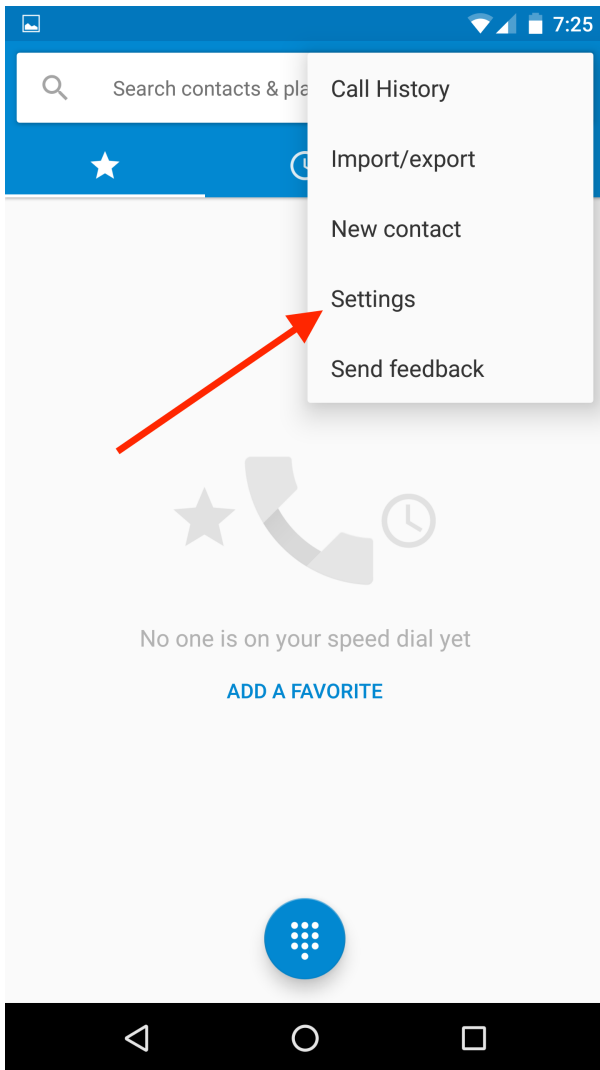 7:25
Search contacts & pla
Call History
Import/export
New contact
Settings
Send feedback
No one is on your speed dial yet
ADD A FAVORITE